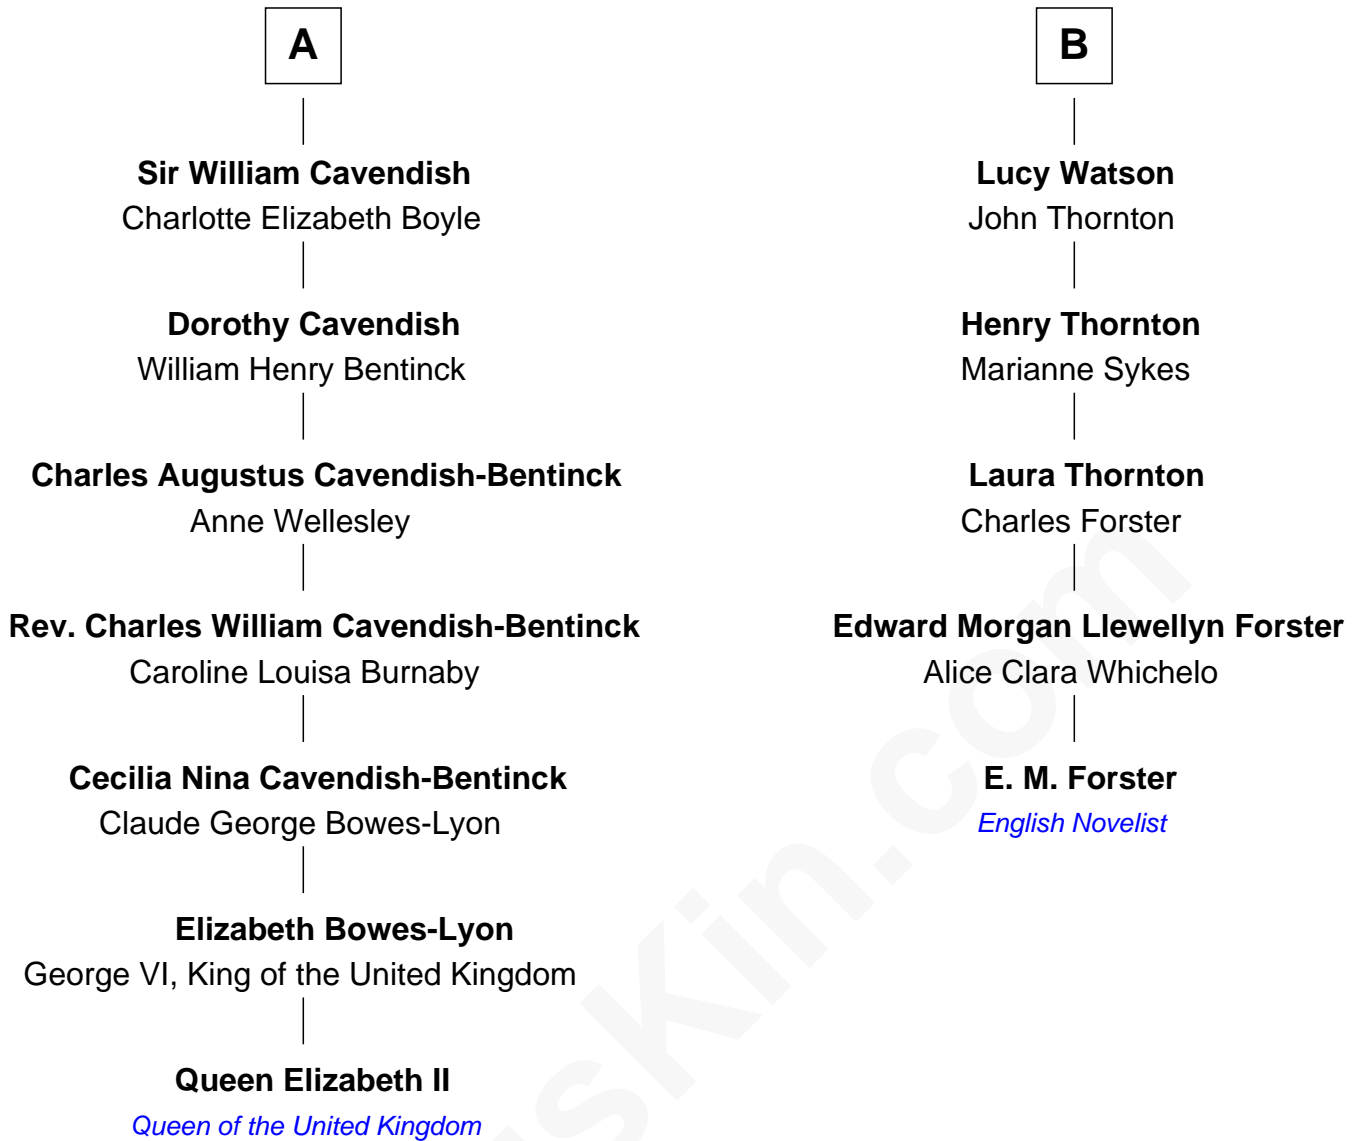 A
Sir William Cavendish
Charlotte Elizabeth Boyle
Dorothy Cavendish
William Henry Bentinck
Charles Augustus Cavendish-Bentinck
Anne Wellesley
Rev. Charles William Cavendish-Bentinck
Caroline Louisa Burnaby
Cecilia Nina Cavendish-Bentinck
Claude George Bowes-Lyon
Elizabeth Bowes-Lyon
George VI, King of the United Kingdom
Queen Elizabeth II
Queen of the United Kingdom
B
Lucy Watson
John Thornton
Henry Thornton
Marianne Sykes
Laura Thornton
Charles Forster
Edward Morgan Llewellyn Forster
Alice Clara Whichelo
E. M. Forster
English Novelist